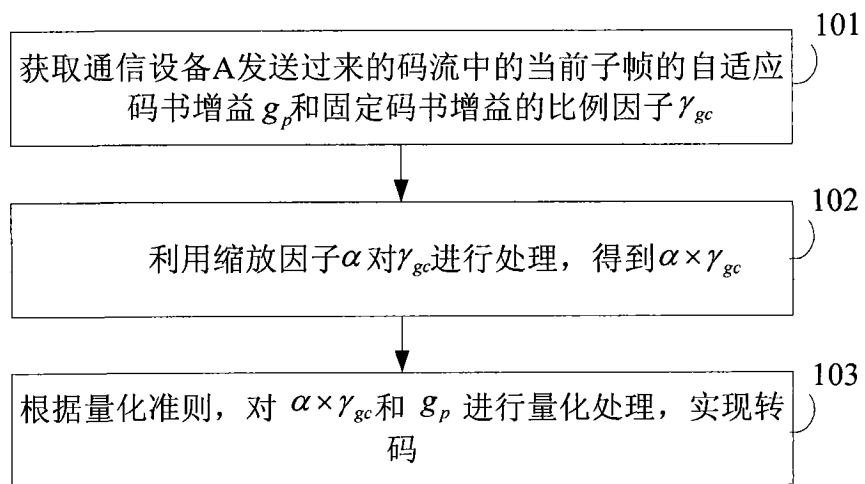 101
获取通信设备A发送过来的码流中的当前子帧的自适应
码书增益 g_p 和固定码书增益的比例因子 γ_gc
102
利用缩放因子α对γ_gc进行处理，得到α×γ_gc
103
根据量化准则，对 α×γ_gc和 g_p 进行量化处理，实现转
码